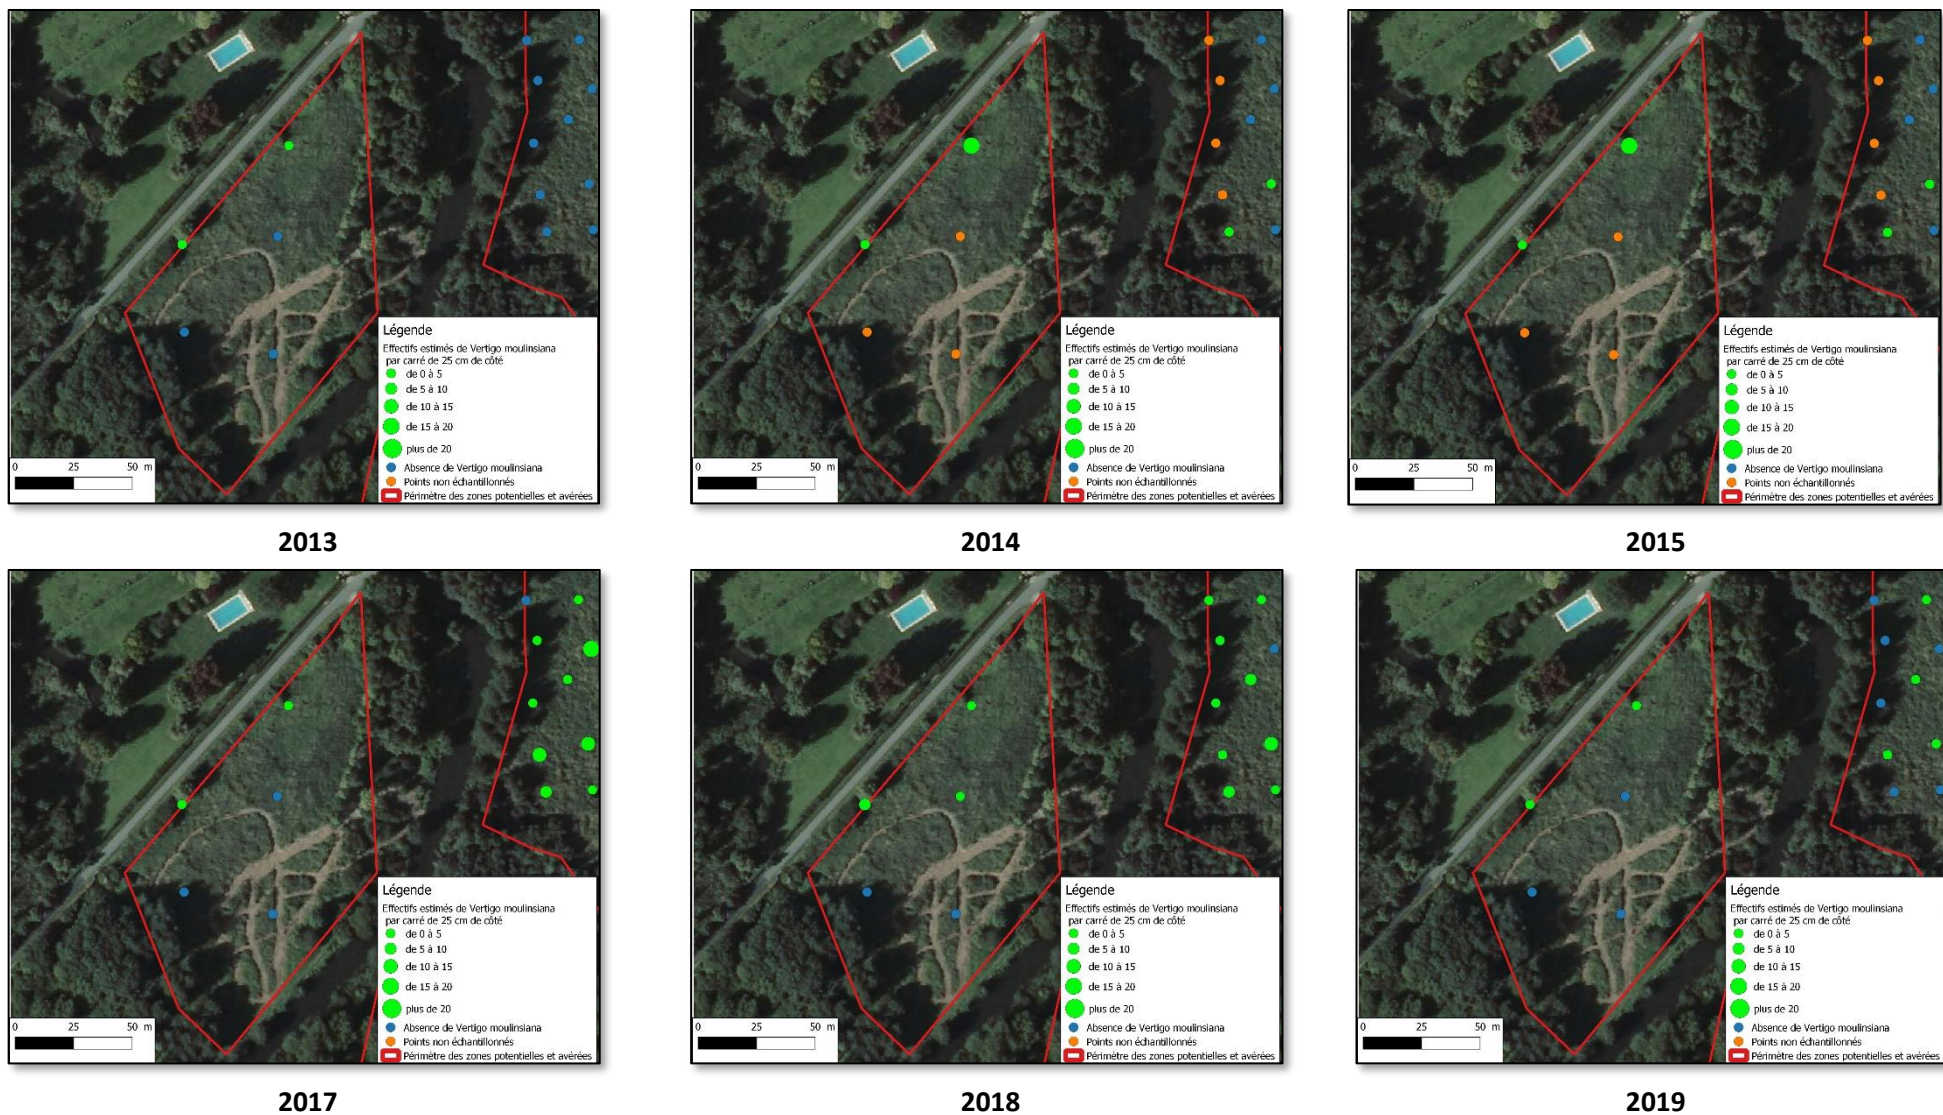 Légende
Effectifs estimés de Vertigo moulinsiana
par carré de 25 cm de côté
de 0 à 5
de 5 à 10
de 10 à 15
de 15 à 20
plus de 20
Absence de Vertigo moulinsiana
Points non échantillonnés
Périmètre des zones potentielles et avérées
0 25 50 m
2013
Légende
Effectifs estimés de Vertigo moulinsiana
par carré de 25 cm de côté
de 0 à 5
de 5 à 10
de 10 à 15
de 15 à 20
plus de 20
Absence de Vertigo moulinsiana
Points non échantillonnés
Périmètre des zones potentielles et avérées
0 25 50 m
2014
Légende
Effectifs estimés de Vertigo moulinsiana
par carré de 25 cm de côté
de 0 à 5
de 5 à 10
de 10 à 15
de 15 à 20
plus de 20
Absence de Vertigo moulinsiana
Points non échantillonnés
Périmètre des zones potentielles et avérées
0 25 50 m
2015
Légende
Effectifs estimés de Vertigo moulinsiana
par carré de 25 cm de côté
de 0 à 5
de 5 à 10
de 10 à 15
de 15 à 20
plus de 20
Absence de Vertigo moulinsiana
Points non échantillonnés
Périmètre des zones potentielles et avérées
0 25 50 m
2017
Légende
Effectifs estimés de Vertigo moulinsiana
par carré de 25 cm de côté
de 0 à 5
de 5 à 10
de 10 à 15
de 15 à 20
plus de 20
Absence de Vertigo moulinsiana
Points non échantillonnés
Périmètre des zones potentielles et avérées
0 25 50 m
2018
Légende
Effectifs estimés de Vertigo moulinsiana
par carré de 25 cm de côté
de 0 à 5
de 5 à 10
de 10 à 15
de 15 à 20
plus de 20
Absence de Vertigo moulinsiana
Points non échantillonnés
Périmètre des zones potentielles et avérées
0 25 50 m
2019